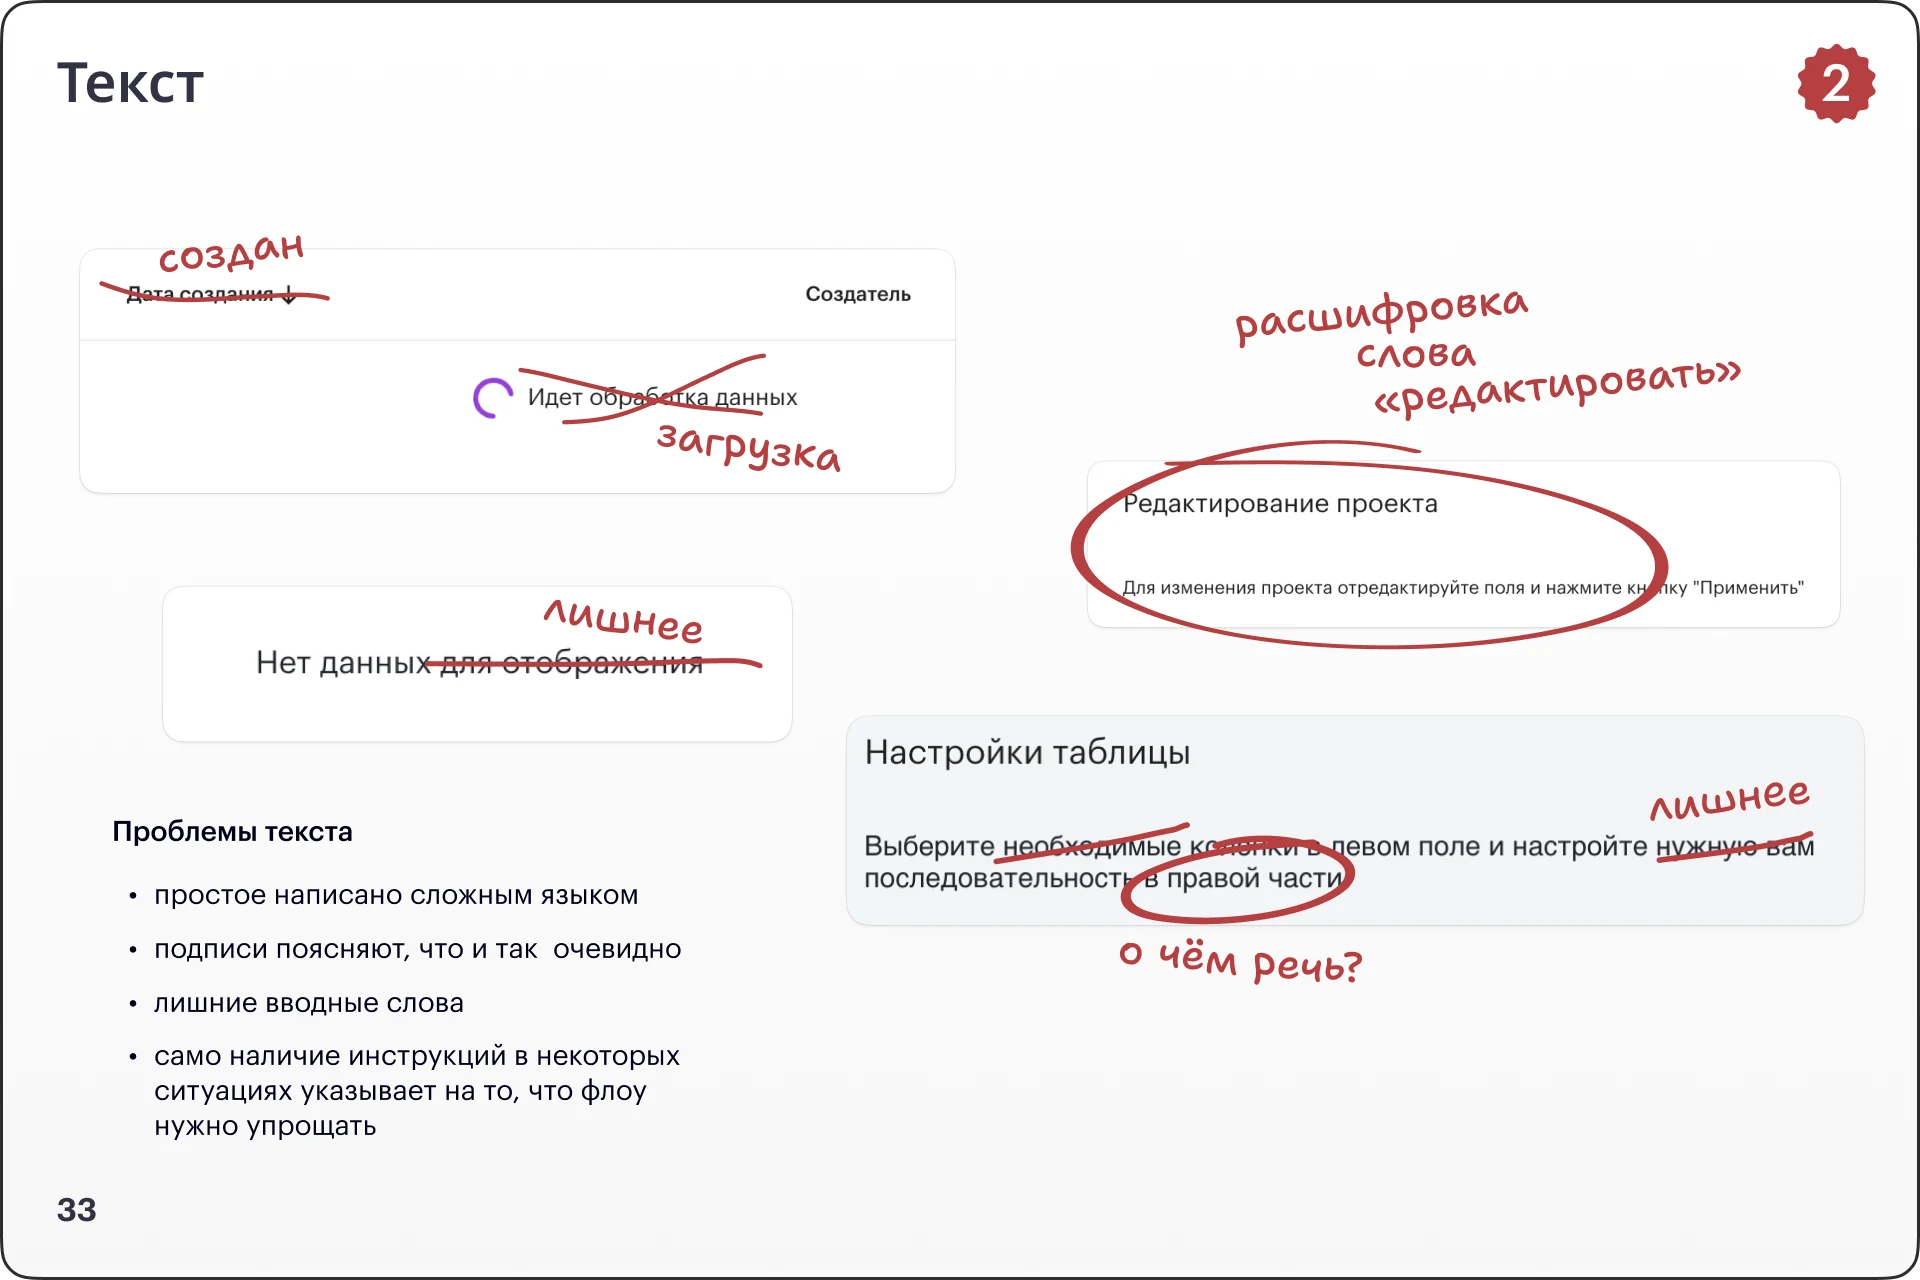 Текст
2
создан
Дата создания ↓
Создатель
Идет обработка данных
загрузка
расшифровка
слова
«редактировать»
Редактирование проекта
Для изменения проекта отредактируйте поля и нажмите кнопку "Применить"
лишнее
Нет данных для отображения
Настройки таблицы
лишнее
Выберите необходимые колонки в левом поле и настройте нужную вам
последовательность в правой части
о чём речь?
Проблемы текста
• простое написано сложным языком
• подписи поясняют, что и так  очевидно
• лишние вводные слова
• само наличие инструкций в некоторых
ситуациях указывает на то, что флоу
нужно упрощать
33